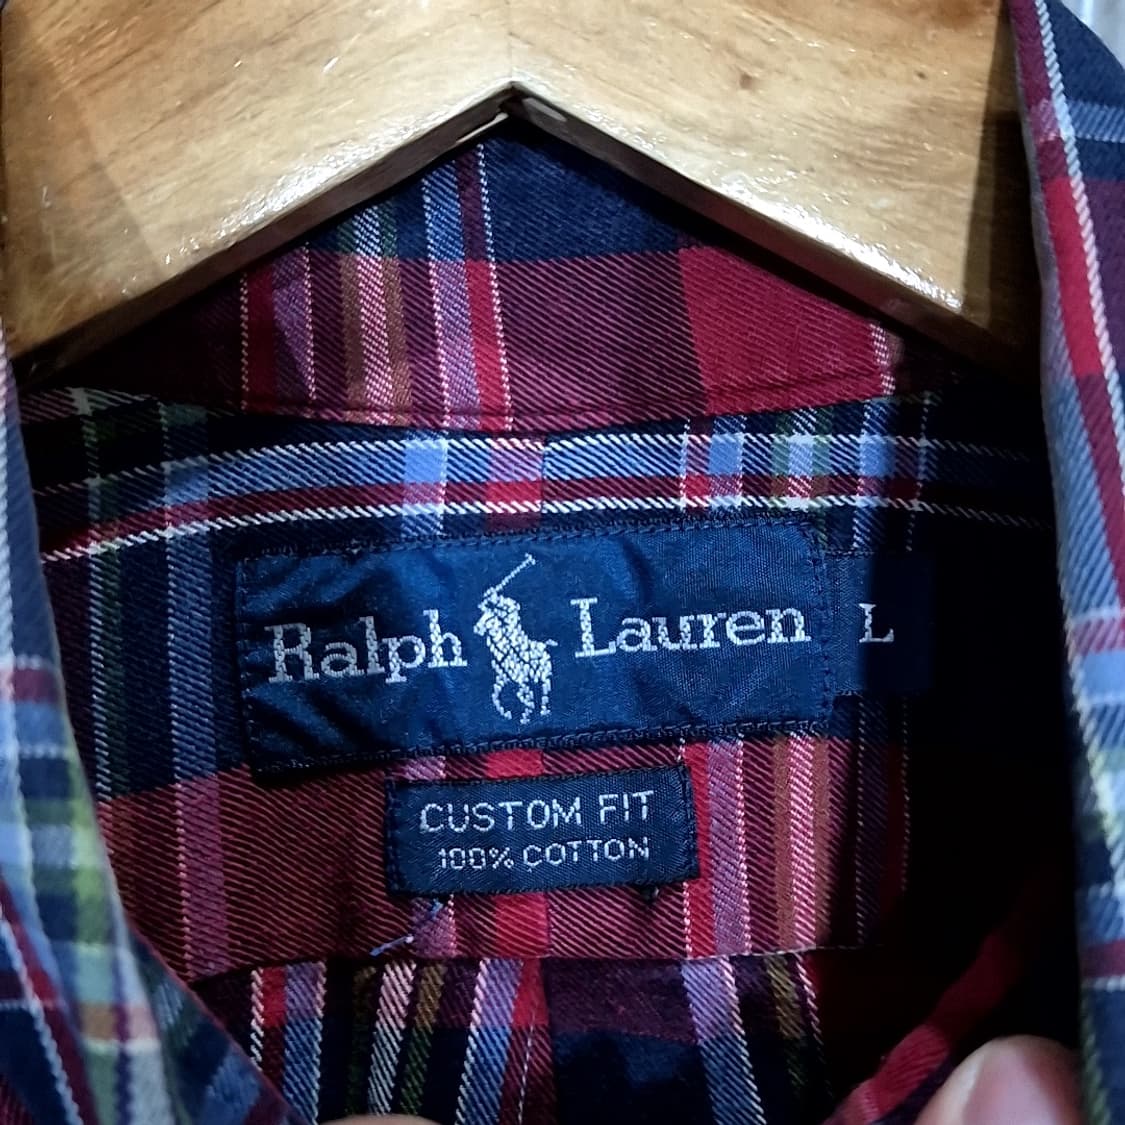 Ralph Lauren L
CUSTOM FIT
100% COTTON